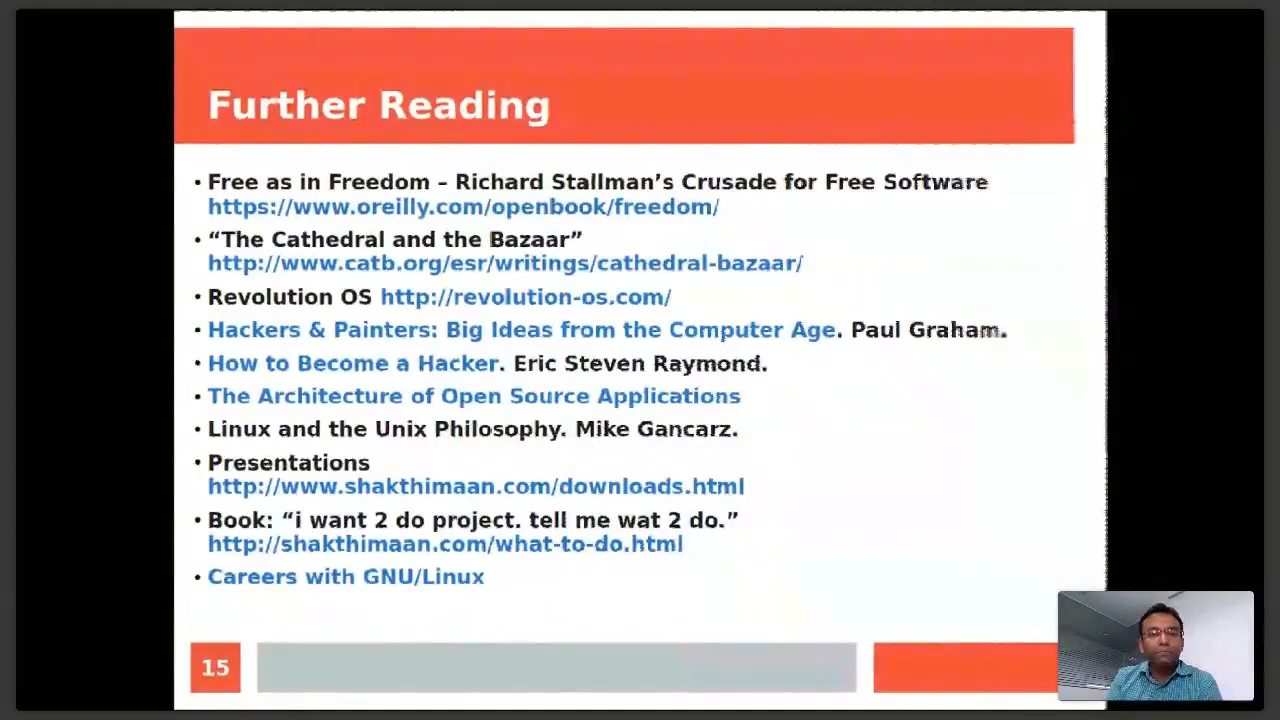 Further Reading
• Free as in Freedom – Richard Stallman’s Crusade for Free Software
https://www.oreilly.com/openbook/freedom/
• “The Cathedral and the Bazaar”
http://www.catb.org/esr/writings/cathedral-bazaar/
• Revolution OS http://revolution-os.com/
• Hackers & Painters: Big Ideas from the Computer Age. Paul Graham.
• How to Become a Hacker. Eric Steven Raymond.
• The Architecture of Open Source Applications
• Linux and the Unix Philosophy. Mike Gancarz.
• Presentations
http://www.shakthimaan.com/downloads.html
• Book: “i want 2 do project. tell me wat 2 do.”
http://shakthimaan.com/what-to-do.html
• Careers with GNU/Linux
15